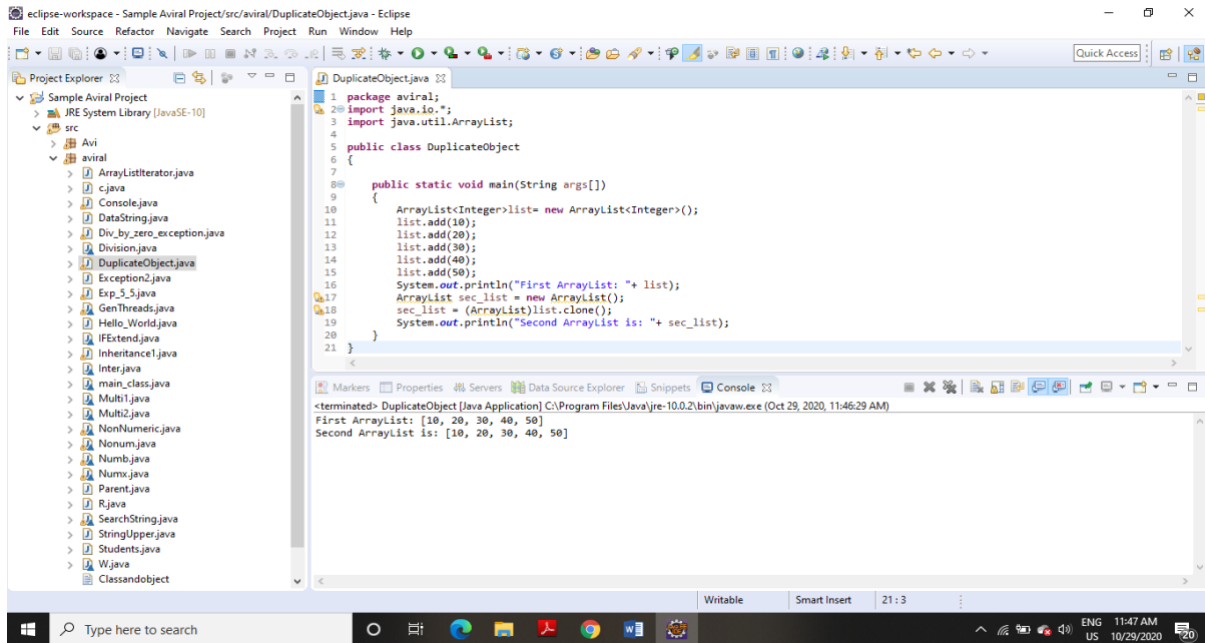 eclipse-workspace - Sample Aviral Project/src/aviral/DuplicateObject.java - Eclipse
File Edit Source Refactor Navigate Search Project Run Window Help
Quick Access
Project Explorer
Sample Aviral Project
JRE System Library [JavaSE-10]
src
Avi
aviral
ArrayListIterator.java
c.java
Console.java
DataString.java
Div_by_zero_exception.java
Division.java
DuplicateObject.java
Exception2.java
Exp_5_5.java
GenThreads.java
Hello_World.java
IFExtend.java
Inheritance1.java
Inter.java
main_class.java
Multi1.java
Multi2.java
NonNumeric.java
Nonum.java
Numb.java
Numx.java
Parent.java
R.java
SearchString.java
StringUpper.java
Students.java
W.java
Classandobject
DuplicateObject.java
1 package aviral;
2 import java.io.*;
3 import java.util.ArrayList;
4
5 public class DuplicateObject
6 {
7
8 public static void main(String args[])
9 {
10 ArrayList<Integer>list= new ArrayList<Integer>();
11 list.add(10);
12 list.add(20);
13 list.add(30);
14 list.add(40);
15 list.add(50);
16 System.out.println("First ArrayList: "+ list);
17 ArrayList sec_list = new ArrayList();
18 sec_list = (ArrayList)list.clone();
19 System.out.println("Second ArrayList is: "+ sec_list);
20 }
21 }
Markers Properties Servers Data Source Explorer Snippets Console
<terminated> DuplicateObject [Java Application] C:\Program Files\Java\jre-10.0.2\bin\javaw.exe (Oct 29, 2020, 11:46:29 AM)
First ArrayList: [10, 20, 30, 40, 50]
Second ArrayList is: [10, 20, 30, 40, 50]
Writable Smart Insert 21 : 3
Type here to search
ENG 11:47 AM
US 10/29/2020
20